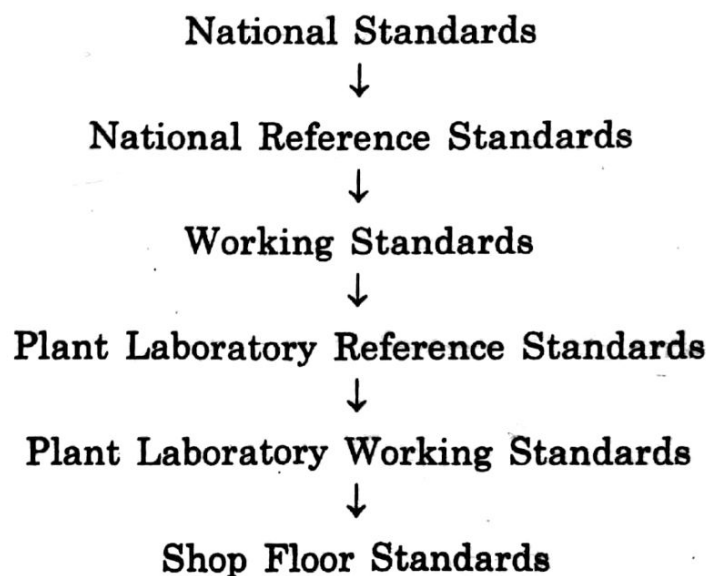 National Standards
↓
National Reference Standards
↓
Working Standards
↓
Plant Laboratory Reference Standards
↓
Plant Laboratory Working Standards
↓
Shop Floor Standards